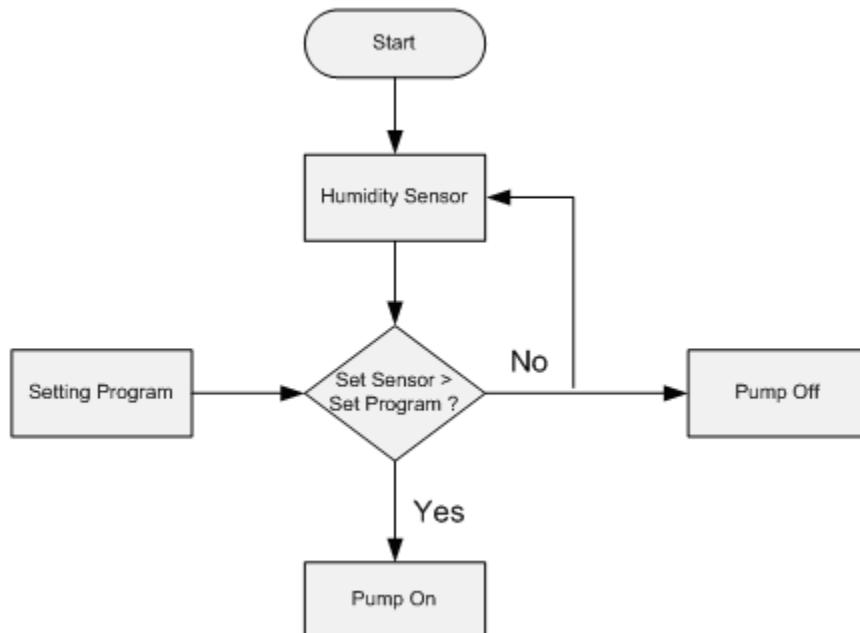 Start
Humidity Sensor
Setting Program
Set Sensor >
Set Program ?
No
Pump Off
Yes
Pump On